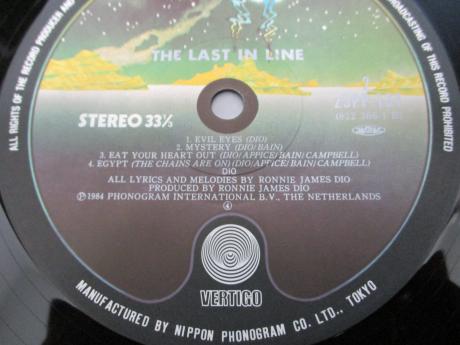 ALL RIGHTS OF THE RECORD PRODUCER AND
BROADCASTING OF THIS RECORD PROHIBITED
THE LAST IN LINE
STEREO 33⅓
2
1. EVIL EYES (DIO)
2. MYSTERY (DIO/BAIN)
3. EAT YOUR HEART OUT (DIO/APPICE/BAIN/CAMPBELL)
4. EGYPT (THE CHAINS ARE ON) (DIO/APPICE/BAIN/CAMPBELL)
DIO
ALL LYRICS AND MELODIES BY RONNIE JAMES DIO
PRODUCED BY RONNIE JAMES DIO
Ⓟ1984 PHONOGRAM INTERNATIONAL B.V., THE NETHERLANDS
④
VERTIGO
MANUFACTURED BY NIPPON PHONOGRAM CO. LTD., TOKYO